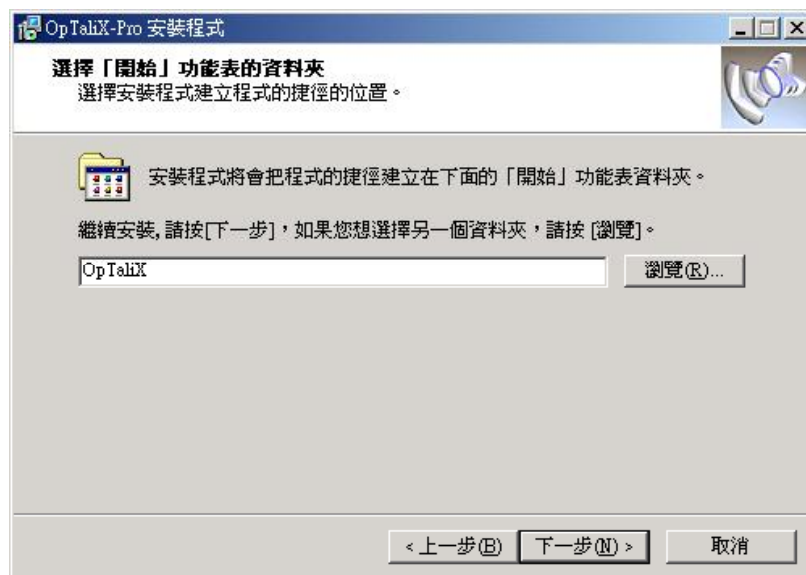 OpTaliX-Pro 安裝程式
選擇「開始」功能表的資料夾
選擇安裝程式建立程式的捷徑的位置。
安裝程式將會把程式的捷徑建立在下面的「開始」功能表資料夾。
繼續安裝,請按[下一步]，如果您想選擇另一個資料夾，請按 [瀏覽]。
OpTaliX
瀏覽(R)...
<上一步(B)
下一步(N) >
取消